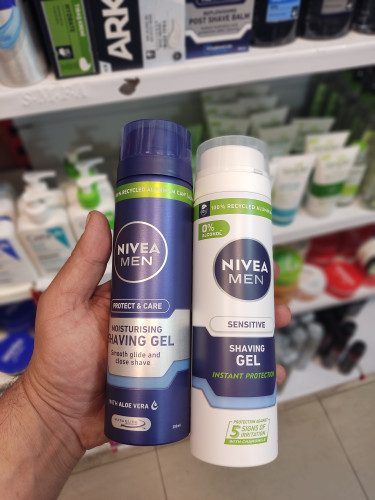 ARK
POST SHAVE BALM
100% RECYCLED ALUMINIUM CAN
NIVEA
MEN
PROTECT & CARE
MOISTURISING
SHAVING GEL
Smooth glide and
close shave
WITH ALOE VERA
100% RECYCLED ALUMINIUM
0%
ALCOHOL
NIVEA
MEN
SENSITIVE
SHAVING
GEL
INSTANT PROTECTION
PROTECTION AGAINST
5 SIGNS OF
IRRITATION